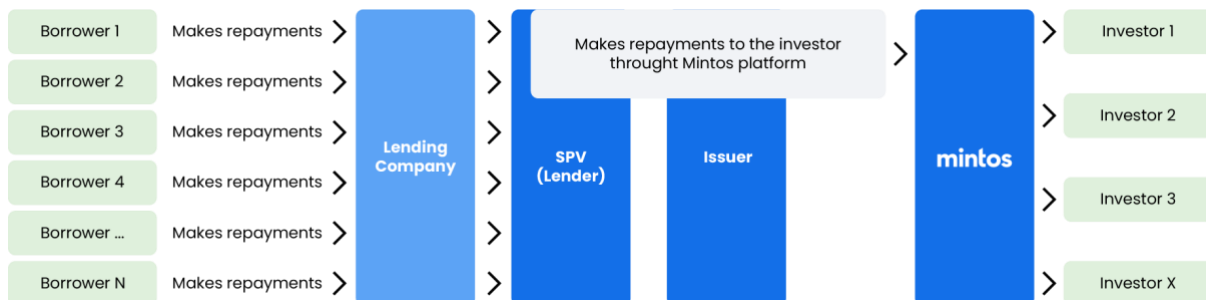 Borrower 1
Makes repayments
Borrower 2
Makes repayments
Borrower 3
Makes repayments
Borrower 4
Makes repayments
Borrower ...
Makes repayments
Borrower N
Makes repayments
Lending
Company
SPV
(Lender)
Makes repayments to the investor
throught Mintos platform
Issuer
mintos
Investor 1
Investor 2
Investor 3
Investor X